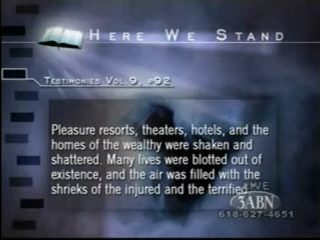 HERE WE STAND
TESTIMONIES VOL.9, P92
Pleasure resorts, theaters, hotels, and the
homes of the wealthy were shaken and
shattered. Many lives were blotted out of
existence, and the air was filled with the
shrieks of the injured and the terrified.
LIVE
3ABN
618-627-4651